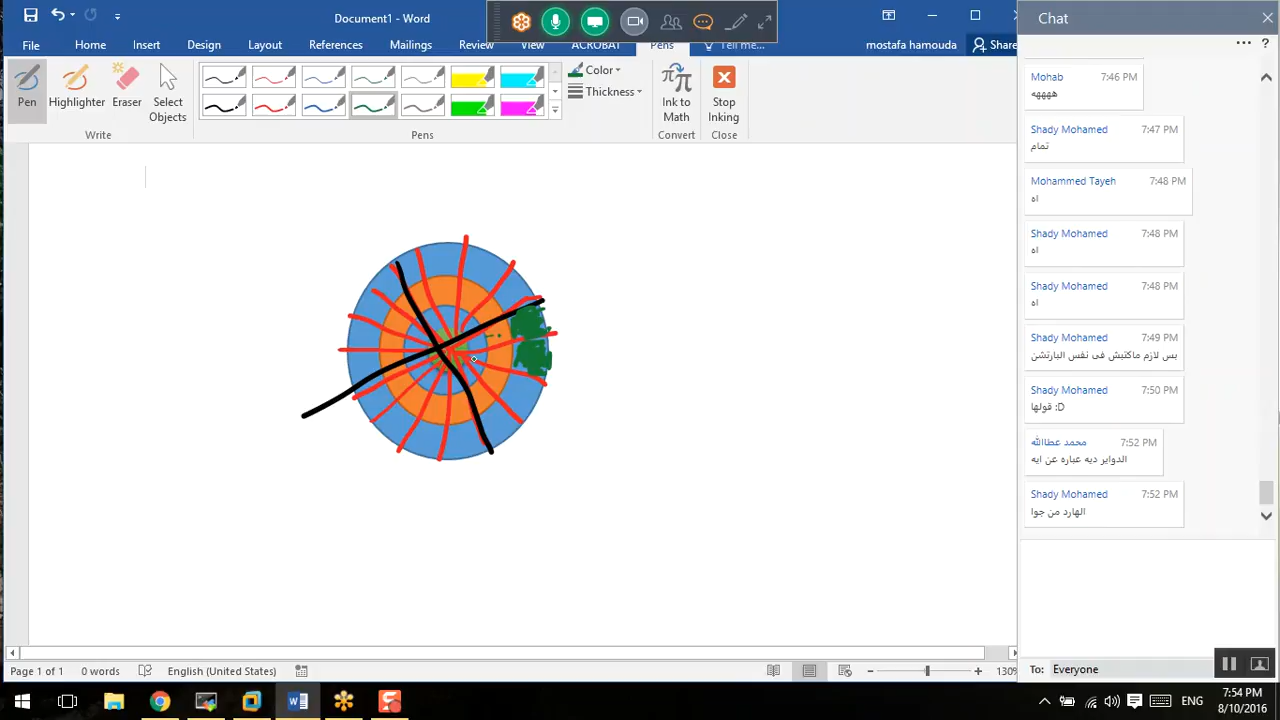 Document1 - Word
Chat
File
Home
Insert
Design
Layout
References
Mailings
Review
View
ACROBAT
Pens
Tell me...
mostafa hamouda
Share
Pen
Highlighter
Eraser
Select
Objects
Color
Thickness
Ink to
Math
Stop
Inking
Write
Pens
Convert
Close
Mohab 7:46 PM
ههههه
Shady Mohamed 7:47 PM
تمام
Mohammed Tayeh 7:48 PM
اه
Shady Mohamed 7:48 PM
اه
Shady Mohamed 7:48 PM
اه
Shady Mohamed 7:49 PM
بس لازم ماكتبش فى نفس البارتشن
Shady Mohamed 7:50 PM
قولها :D
محمد عطاالله 7:52 PM
الدواير ديه عباره عن ايه
Shady Mohamed 7:52 PM
الهارد من جوا
To: Everyone
Page 1 of 1
0 words
English (United States)
130%
ENG
7:54 PM
8/10/2016